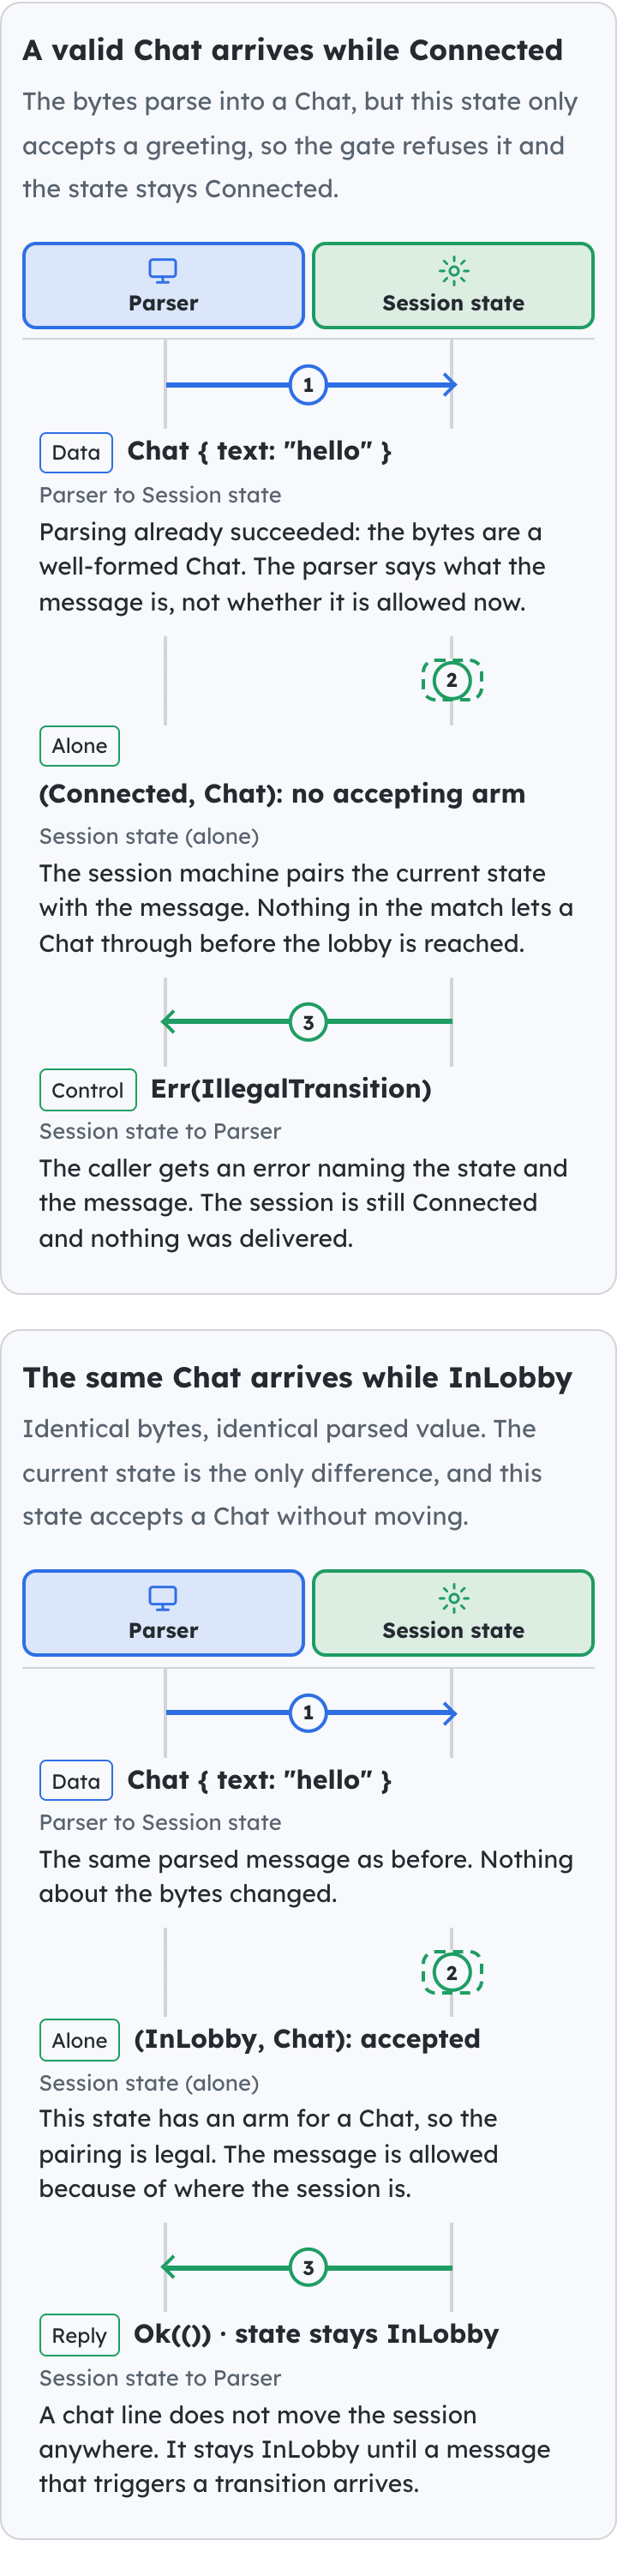 A valid Chat arrives while Connected
The bytes parse into a Chat, but this state only
accepts a greeting, so the gate refuses it and
the state stays Connected.
Parser
Session state
1
Data
Chat { text: "hello" }
Parser to Session state
Parsing already succeeded: the bytes are a
well-formed Chat. The parser says what the
message is, not whether it is allowed now.
2
Alone
(Connected, Chat): no accepting arm
Session state (alone)
The session machine pairs the current state
with the message. Nothing in the match lets a
Chat through before the lobby is reached.
3
Control
Err(IllegalTransition)
Session state to Parser
The caller gets an error naming the state and
the message. The session is still Connected
and nothing was delivered.
The same Chat arrives while InLobby
Identical bytes, identical parsed value. The
current state is the only difference, and this
state accepts a Chat without moving.
Parser
Session state
1
Data
Chat { text: "hello" }
Parser to Session state
The same parsed message as before. Nothing
about the bytes changed.
2
Alone
(InLobby, Chat): accepted
Session state (alone)
This state has an arm for a Chat, so the
pairing is legal. The message is allowed
because of where the session is.
3
Reply
Ok(()) · state stays InLobby
Session state to Parser
A chat line does not move the session
anywhere. It stays InLobby until a message
that triggers a transition arrives.